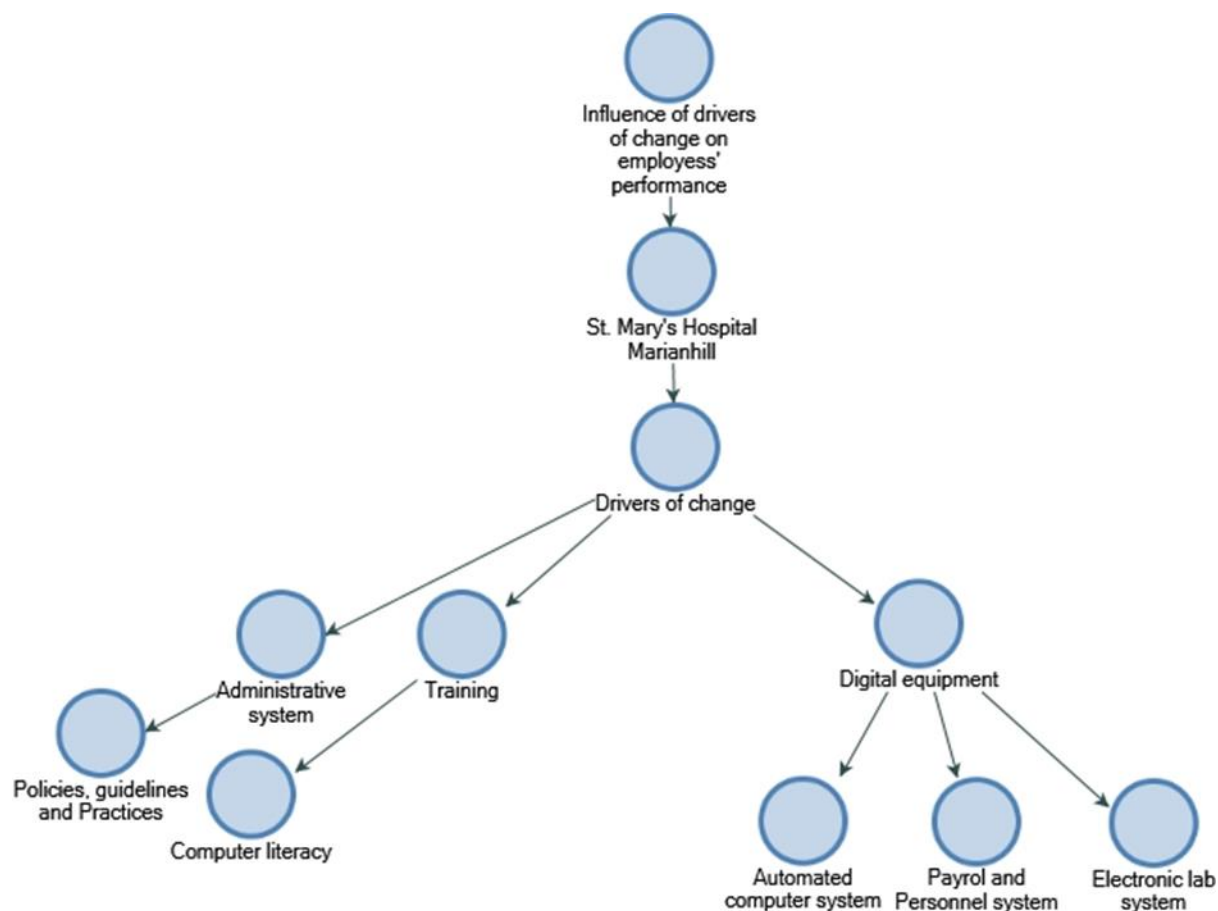 Influence of drivers
of change on
employess'
performance
St. Mary's Hospital
Marianhill
Drivers of change
Administrative
system
Training
Digital equipment
Policies, guidelines
and Practices
Computer literacy
Automated
computer system
Payrol and
Personnel system
Electronic lab
system